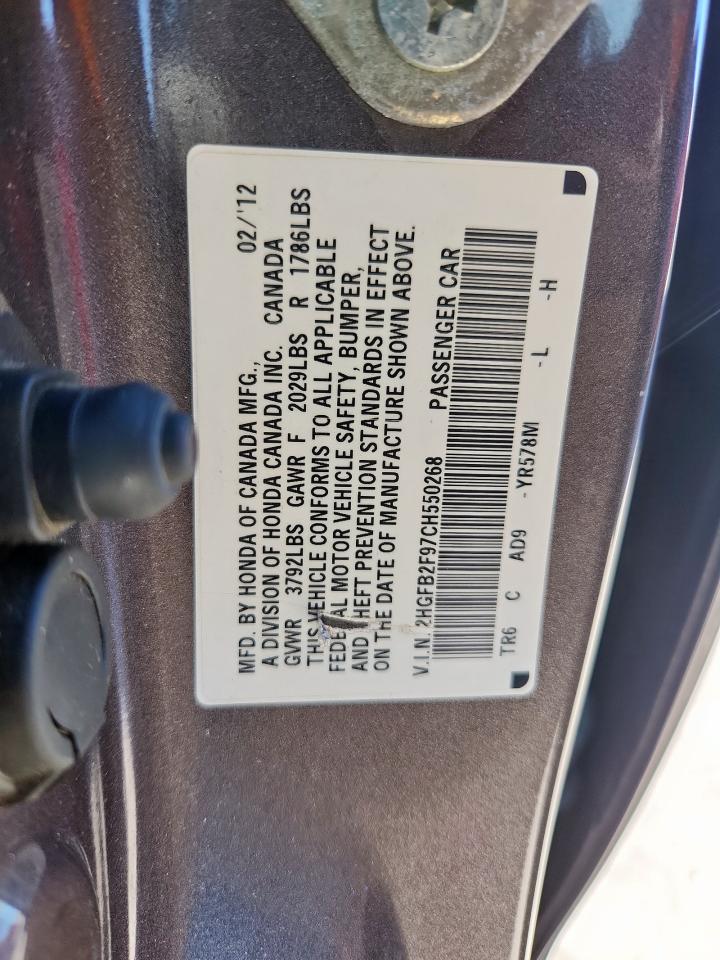 MFD. BY HONDA OF CANADA MFG., 02/'12
A DIVISION OF HONDA CANADA INC. CANADA
GVWR 3792LBS GAWR F 2029LBS R 1786LBS
THIS VEHICLE CONFORMS TO ALL APPLICABLE
FEDERAL MOTOR VEHICLE SAFETY, BUMPER,
AND THEFT PREVENTION STANDARDS IN EFFECT
ON THE DATE OF MANUFACTURE SHOWN ABOVE.
V.I.N. 2HGFB2F97CH550268 PASSENGER CAR
TR6 C AD9 -YR578M -L -H